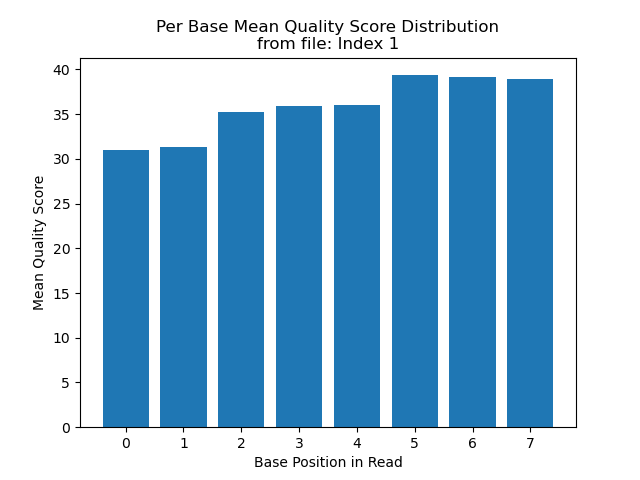 Per Base Mean Quality Score Distribution
from file: Index 1
40
35
30
25
20
15
10
5
0
Mean Quality Score
0 1 2 3 4 5 6 7
Base Position in Read